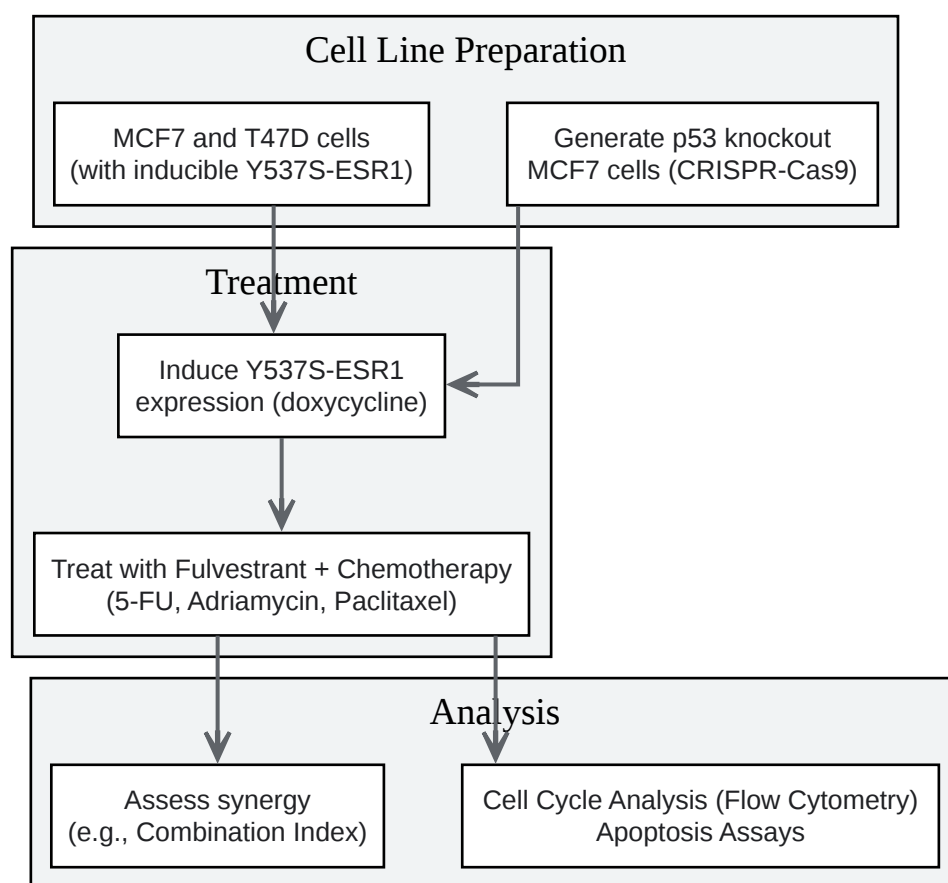 Cell Line Preparation
MCF7 and T47D cells
(with inducible Y537S-ESR1)
Generate p53 knockout
MCF7 cells (CRISPR-Cas9)
Treatment
Induce Y537S-ESR1
expression (doxycycline)
Treat with Fulvestrant + Chemotherapy
(5-FU, Adriamycin, Paclitaxel)
Analysis
Assess synergy
(e.g., Combination Index)
Cell Cycle Analysis (Flow Cytometry)
Apoptosis Assays